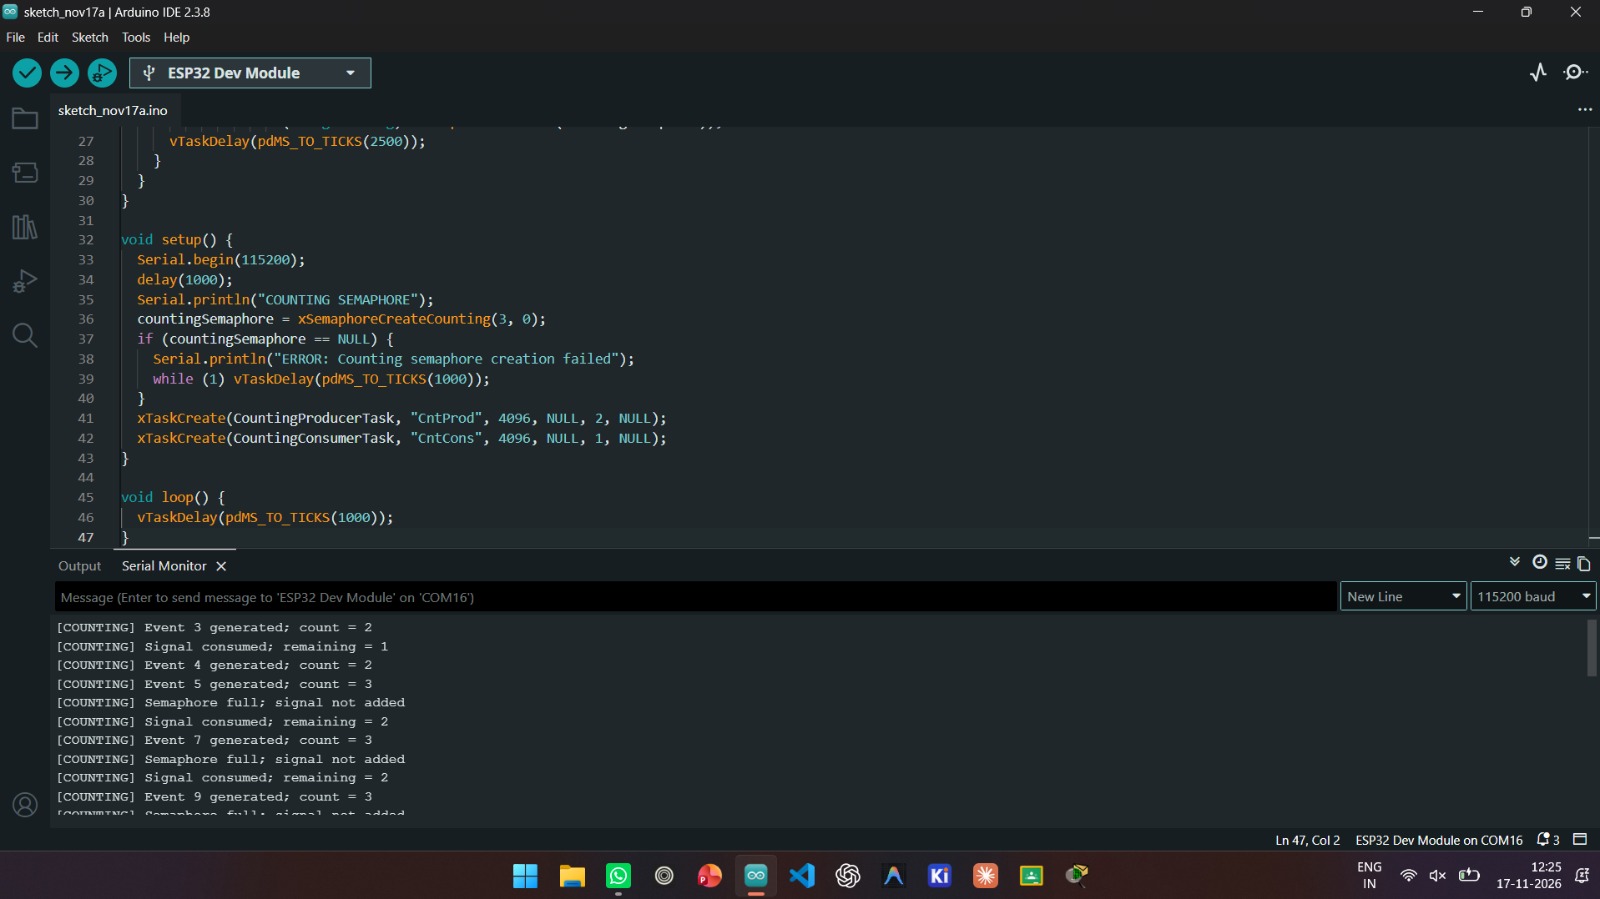 sketch_nov17a | Arduino IDE 2.3.8
File Edit Sketch Tools Help
ESP32 Dev Module
sketch_nov17a.ino
27 vTaskDelay(pdMS_TO_TICKS(2500));
28 }
29 }
30 }
31
32 void setup() {
33 Serial.begin(115200);
34 delay(1000);
35 Serial.println("COUNTING SEMAPHORE");
36 countingSemaphore = xSemaphoreCreateCounting(3, 0);
37 if (countingSemaphore == NULL) {
38 Serial.println("ERROR: Counting semaphore creation failed");
39 while (1) vTaskDelay(pdMS_TO_TICKS(1000));
40 }
41 xTaskCreate(CountingProducerTask, "CntProd", 4096, NULL, 2, NULL);
42 xTaskCreate(CountingConsumerTask, "CntCons", 4096, NULL, 1, NULL);
43 }
44
45 void loop() {
46 vTaskDelay(pdMS_TO_TICKS(1000));
47 }
Output Serial Monitor
Message (Enter to send message to 'ESP32 Dev Module' on 'COM16')
New Line 115200 baud
[COUNTING] Event 3 generated; count = 2
[COUNTING] Signal consumed; remaining = 1
[COUNTING] Event 4 generated; count = 2
[COUNTING] Event 5 generated; count = 3
[COUNTING] Semaphore full; signal not added
[COUNTING] Signal consumed; remaining = 2
[COUNTING] Event 7 generated; count = 3
[COUNTING] Semaphore full; signal not added
[COUNTING] Signal consumed; remaining = 2
[COUNTING] Event 9 generated; count = 3
[COUNTING] Semaphore full; signal not added
Ln 47, Col 2 ESP32 Dev Module on COM16 3
Ki
ENG
IN
12:25
17-11-2026